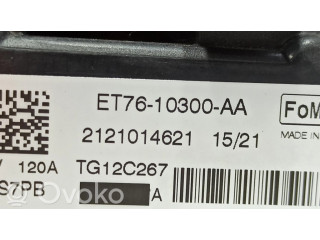 ET76-10300-AA
FoM
2121014621 15/21
MADE IN
V 120A TG12C267
S7PB A
© ovoko